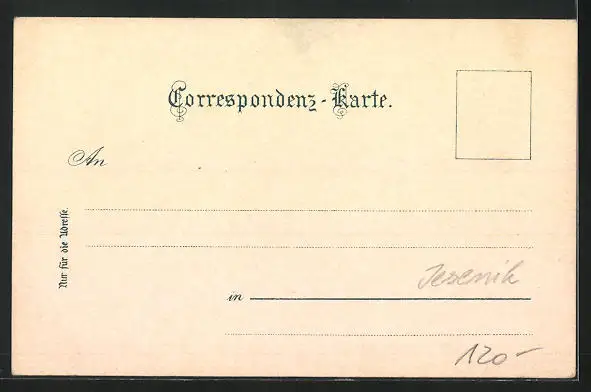 Correspondenz-Karte.
An
Nur für die Adresse.
in
Jesenik
120-